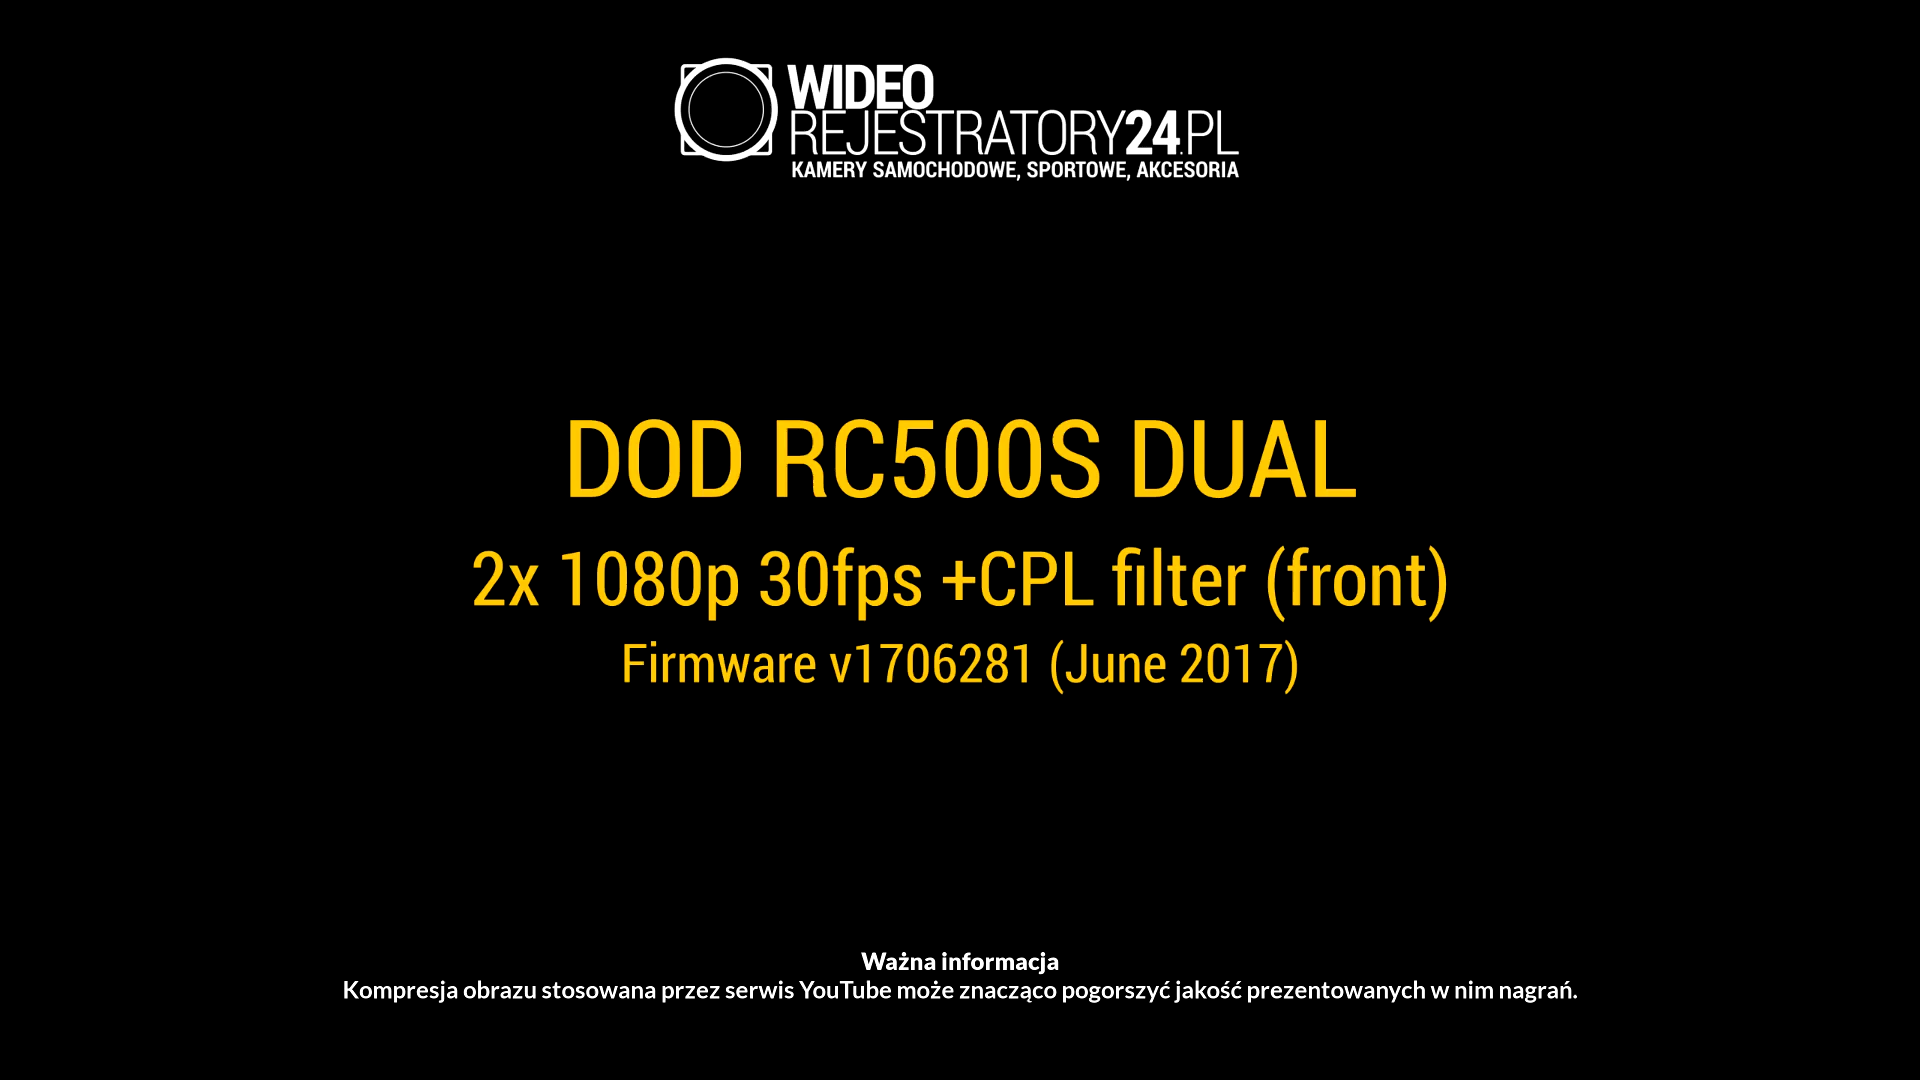 WIDEO
REJESTRATORY24.PL
KAMERY SAMOCHODOWE, SPORTOWE, AKCESORIA
DOD RC500S DUAL
2x 1080p 30fps +CPL filter (front)
Firmware v1706281 (June 2017)
Ważna informacja
Kompresja obrazu stosowana przez serwis YouTube może znacząco pogorszyć jakość prezentowanych w nim nagrań.